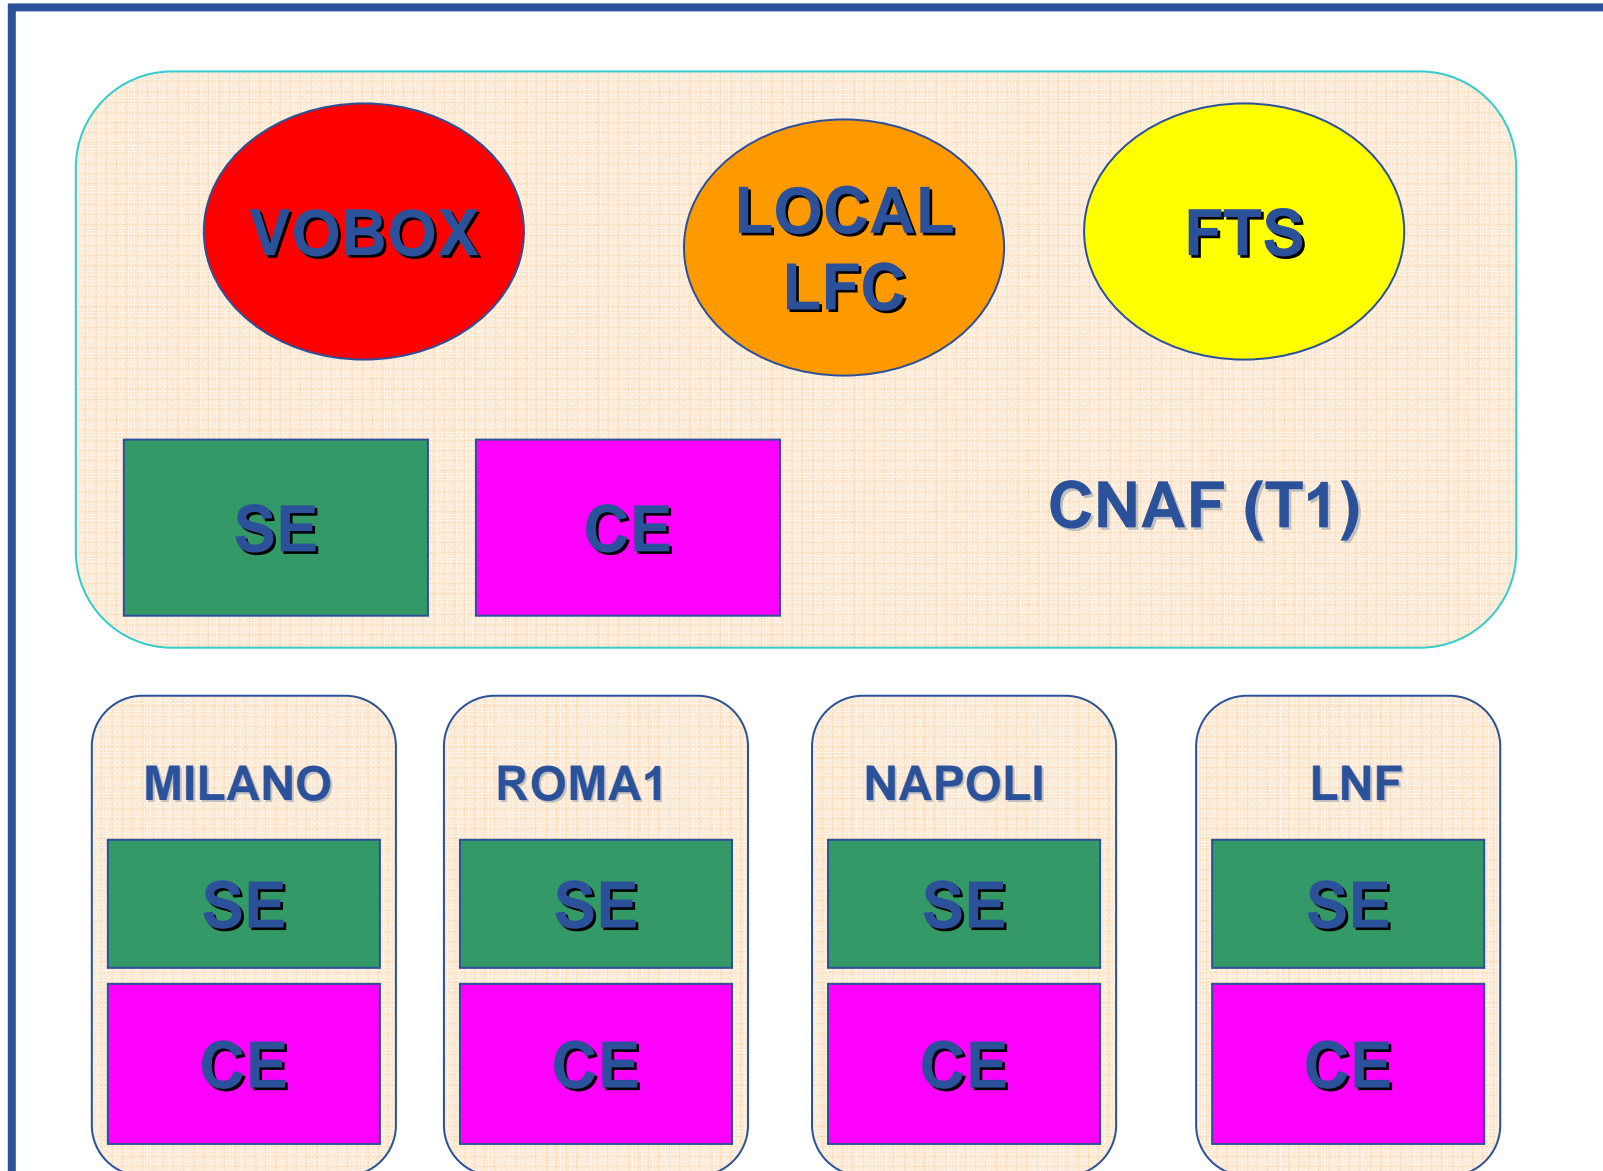 VOBOX
LOCAL
LFC
FTS
SE
CE
CNAF (T1)
MILANO
ROMA1
NAPOLI
LNF
SE
SE
SE
SE
CE
CE
CE
CE